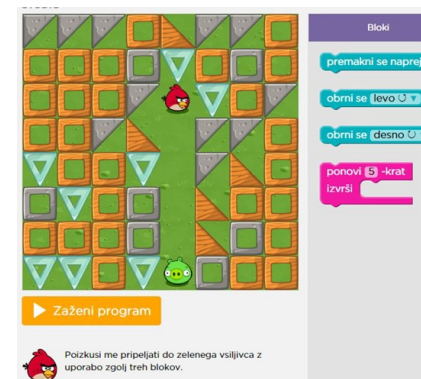 Bloki
premakni se naprej
obrni se levo ↺ ▼
obrni se desno ↻
ponovi 5 -krat
izvrši
Zaženi program
Poizkusi me pripeljati do zelenega vsiljivca z
uporabo zgolj treh blokov.